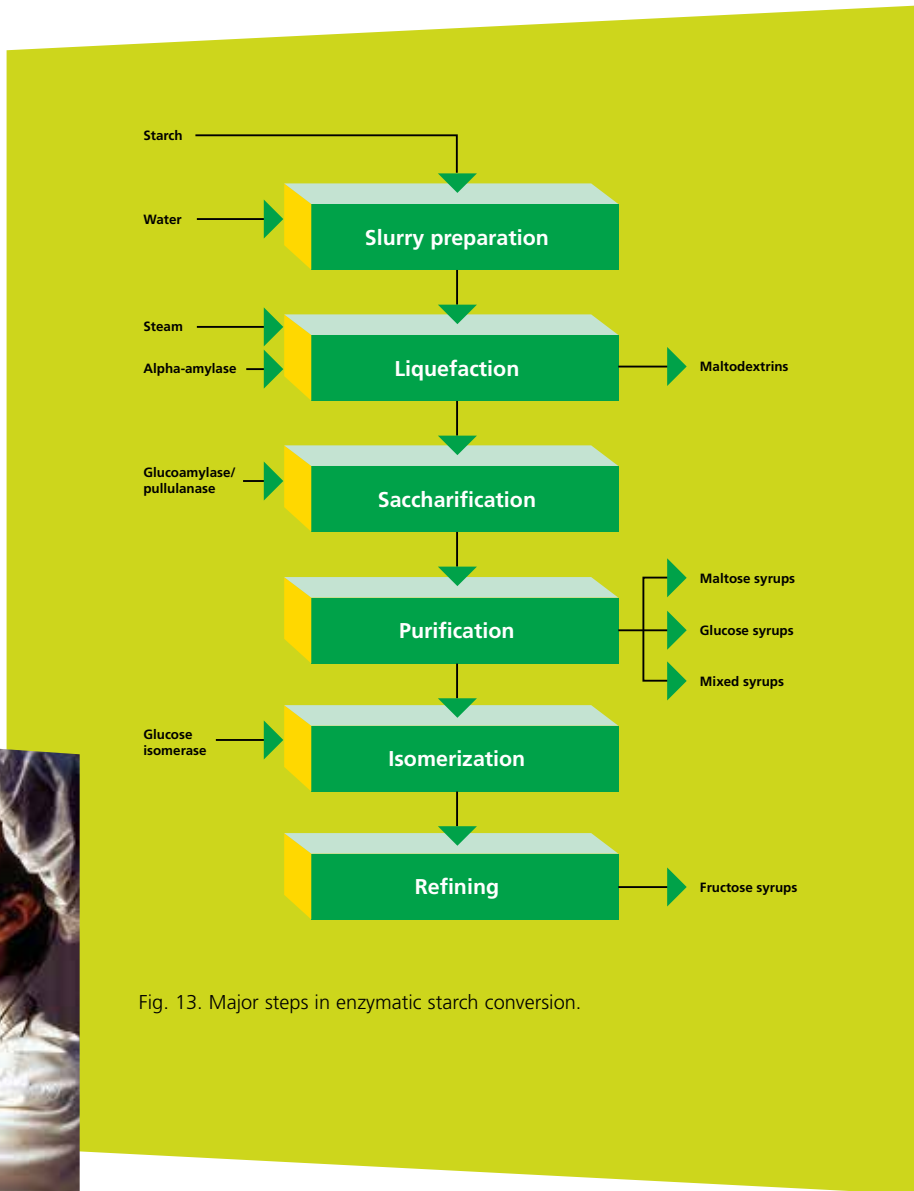 Starch
Water
Slurry preparation
Steam
Alpha-amylase
Liquefaction
Maltodextrins
Glucoamylase/
pullulanase
Saccharification
Maltose syrups
Purification
Glucose syrups
Mixed syrups
Glucose
isomerase
Isomerization
Refining
Fructose syrups
Fig. 13. Major steps in enzymatic starch conversion.